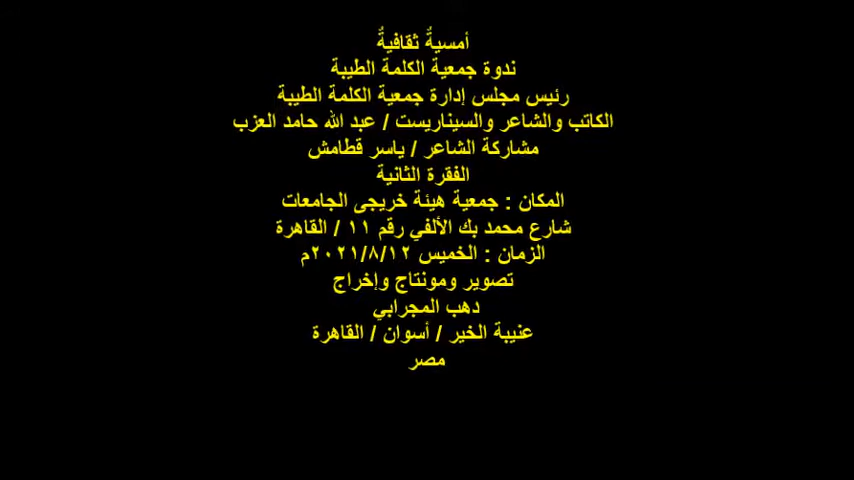 أمسيةٌ ثقافيةٌ
ندوة جمعية الكلمة الطيبة
رئيس مجلس إدارة جمعية الكلمة الطيبة
الكاتب والشاعر والسيناريست / عبد الله حامد العزب
مشاركة الشاعر / ياسر قطامش
الفقرة الثانية
المكان : جمعية هيئة خريجى الجامعات
شارع محمد بك الألفي رقم ١١ / القاهرة
الزمان : الخميس ٢٠٢١/٨/١٢م
تصوير ومونتاج وإخراج
دهب المجرابي
عنيبة الخير / أسوان / القاهرة
مصر